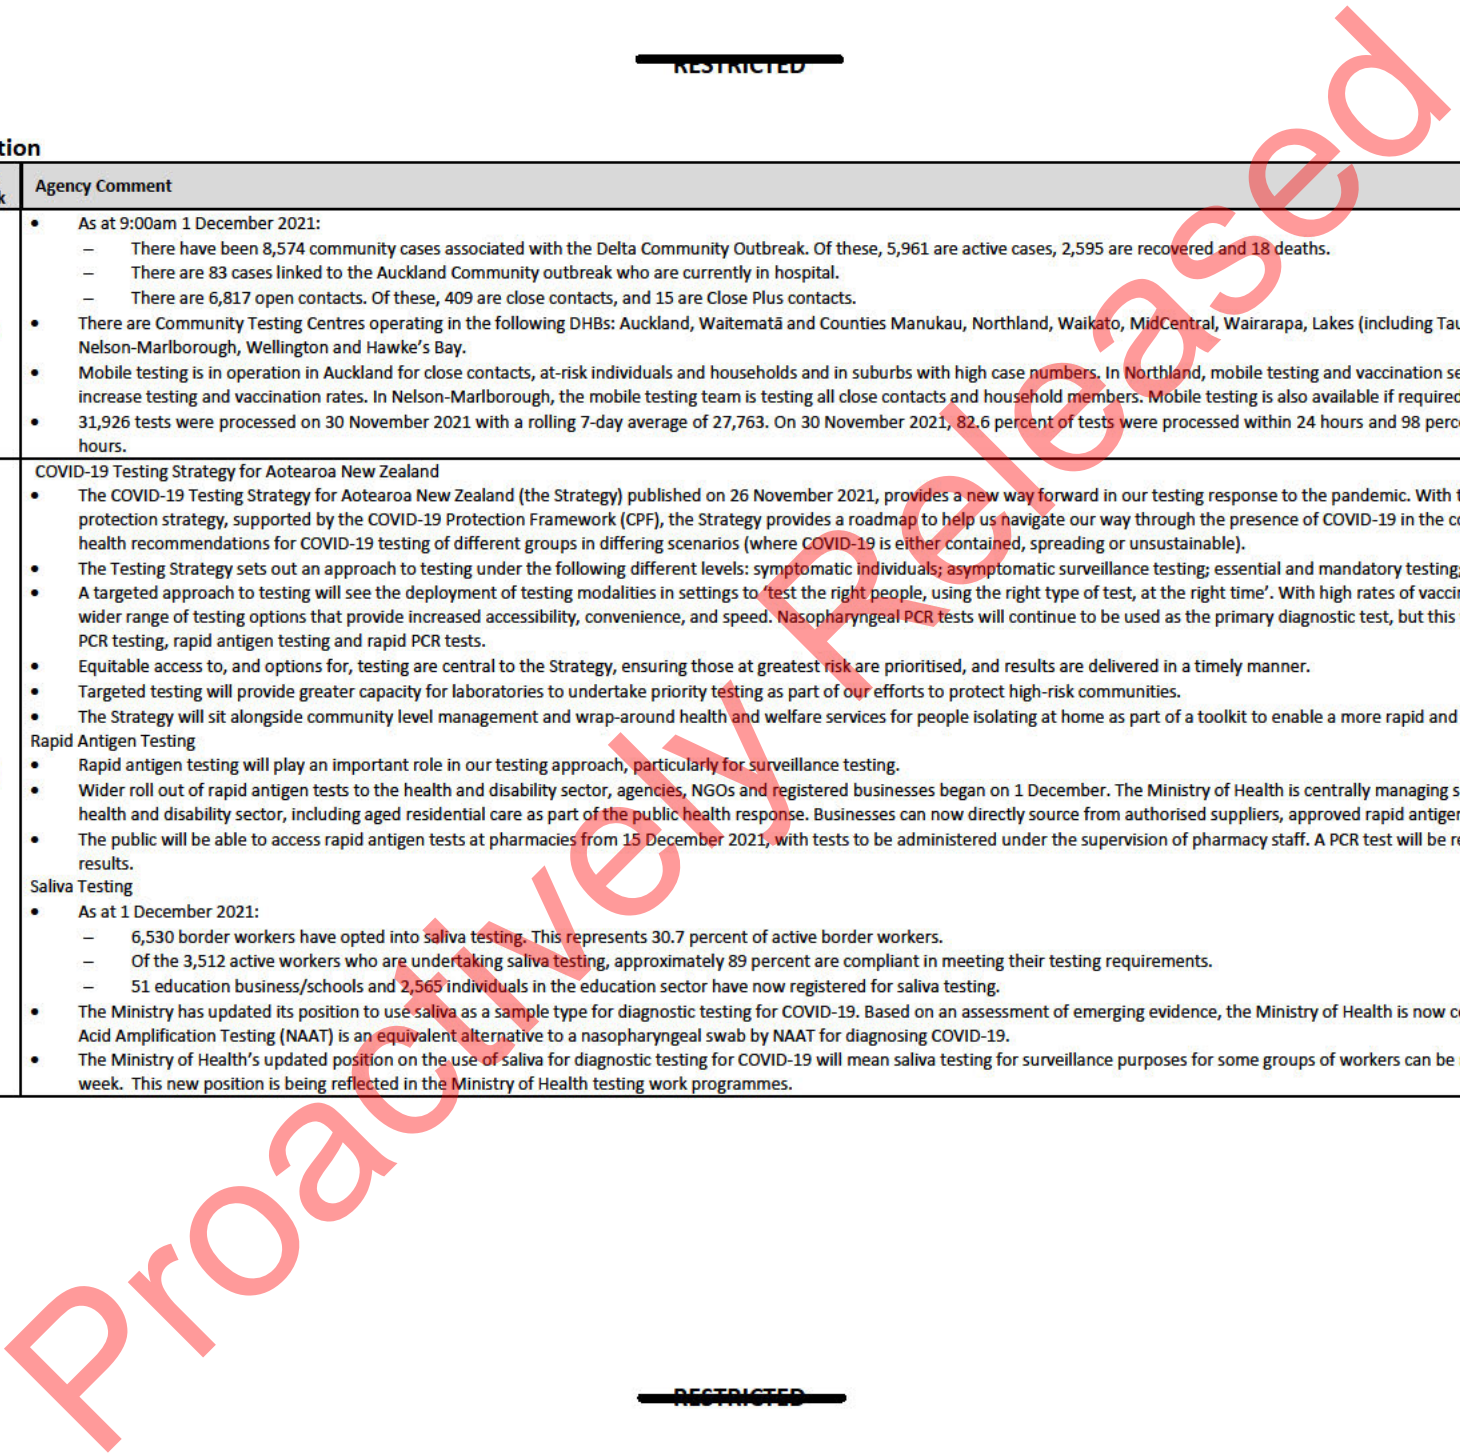 RESTRICTED
tion
k
Agency Comment
• As at 9:00am 1 December 2021:
– There have been 8,574 community cases associated with the Delta Community Outbreak. Of these, 5,961 are active cases, 2,595 are recovered and 18 deaths.
– There are 83 cases linked to the Auckland Community outbreak who are currently in hospital.
– There are 6,817 open contacts. Of these, 409 are close contacts, and 15 are Close Plus contacts.
• There are Community Testing Centres operating in the following DHBs: Auckland, Waitematā and Counties Manukau, Northland, Waikato, MidCentral, Wairarapa, Lakes (including Tau
Nelson-Marlborough, Wellington and Hawke's Bay.
• Mobile testing is in operation in Auckland for close contacts, at-risk individuals and households and in suburbs with high case numbers. In Northland, mobile testing and vaccination se
increase testing and vaccination rates. In Nelson-Marlborough, the mobile testing team is testing all close contacts and household members. Mobile testing is also available if required
• 31,926 tests were processed on 30 November 2021 with a rolling 7-day average of 27,763. On 30 November 2021, 82.6 percent of tests were processed within 24 hours and 98 perce
hours.
COVID-19 Testing Strategy for Aotearoa New Zealand
• The COVID-19 Testing Strategy for Aotearoa New Zealand (the Strategy) published on 26 November 2021, provides a new way forward in our testing response to the pandemic. With t
protection strategy, supported by the COVID-19 Protection Framework (CPF), the Strategy provides a roadmap to help us navigate our way through the presence of COVID-19 in the co
health recommendations for COVID-19 testing of different groups in differing scenarios (where COVID-19 is either contained, spreading or unsustainable).
• The Testing Strategy sets out an approach to testing under the following different levels: symptomatic individuals; asymptomatic surveillance testing; essential and mandatory testing;
• A targeted approach to testing will see the deployment of testing modalities in settings to 'test the right people, using the right type of test, at the right time'. With high rates of vaccin
wider range of testing options that provide increased accessibility, convenience, and speed. Nasopharyngeal PCR tests will continue to be used as the primary diagnostic test, but this
PCR testing, rapid antigen testing and rapid PCR tests.
• Equitable access to, and options for, testing are central to the Strategy, ensuring those at greatest risk are prioritised, and results are delivered in a timely manner.
• Targeted testing will provide greater capacity for laboratories to undertake priority testing as part of our efforts to protect high-risk communities.
• The Strategy will sit alongside community level management and wrap-around health and welfare services for people isolating at home as part of a toolkit to enable a more rapid and
Rapid Antigen Testing
• Rapid antigen testing will play an important role in our testing approach, particularly for surveillance testing.
• Wider roll out of rapid antigen tests to the health and disability sector, agencies, NGOs and registered businesses began on 1 December. The Ministry of Health is centrally managing s
health and disability sector, including aged residential care as part of the public health response. Businesses can now directly source from authorised suppliers, approved rapid antigen
• The public will be able to access rapid antigen tests at pharmacies from 15 December 2021, with tests to be administered under the supervision of pharmacy staff. A PCR test will be re
results.
Saliva Testing
• As at 1 December 2021:
– 6,530 border workers have opted into saliva testing. This represents 30.7 percent of active border workers.
– Of the 3,512 active workers who are undertaking saliva testing, approximately 89 percent are compliant in meeting their testing requirements.
– 51 education business/schools and 2,565 individuals in the education sector have now registered for saliva testing.
• The Ministry has updated its position to use saliva as a sample type for diagnostic testing for COVID-19. Based on an assessment of emerging evidence, the Ministry of Health is now co
Acid Amplification Testing (NAAT) is an equivalent alternative to a nasopharyngeal swab by NAAT for diagnosing COVID-19.
• The Ministry of Health's updated position on the use of saliva for diagnostic testing for COVID-19 will mean saliva testing for surveillance purposes for some groups of workers can be
week. This new position is being reflected in the Ministry of Health testing work programmes.
Proactively Released
RESTRICTED